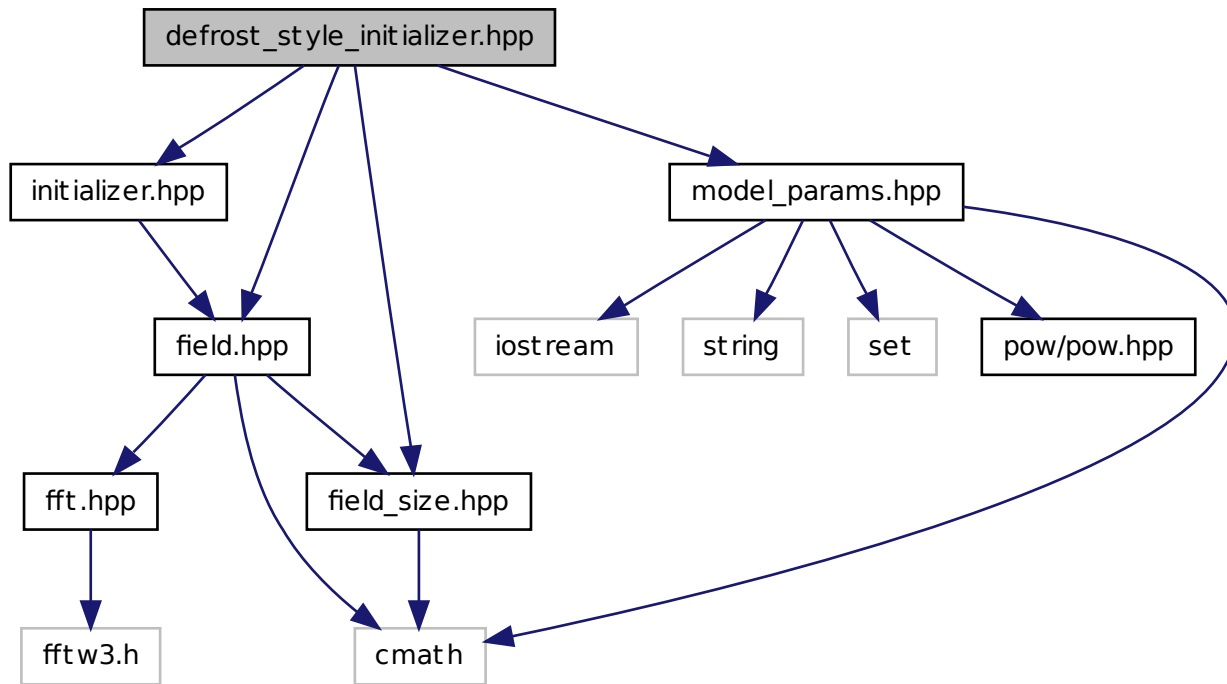 defrost_style_initializer.hpp
initializer.hpp
model_params.hpp
field.hpp
iostream
string
set
pow/pow.hpp
fft.hpp
field_size.hpp
fftw3.h
cmath